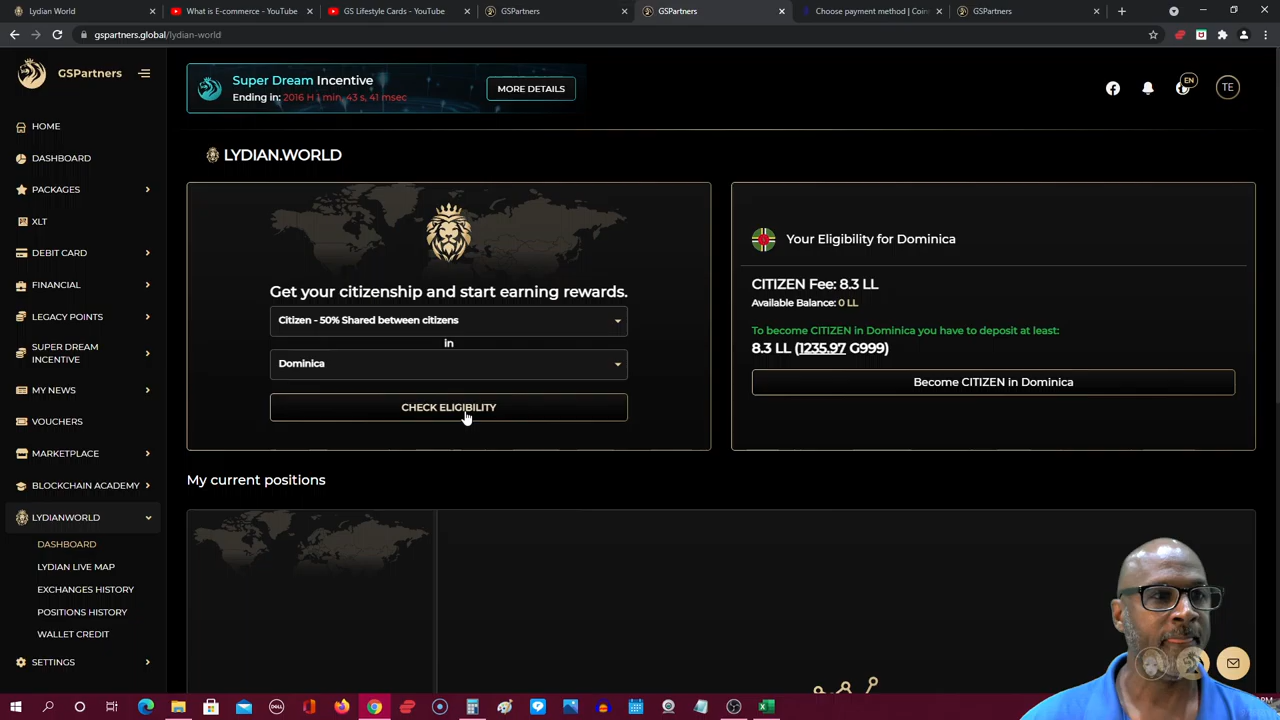 Lydian World
What is E-commerce - YouTube
GS Lifestyle Cards - YouTube
GSPartners
GSPartners
Choose payment method | Coin
GSPartners
gspartners.global/lydian-world
GSPartners
Super Dream Incentive
Ending in: 2016 H 1 min, 43 s, 41 msec
MORE DETAILS
EN
TE
HOME
DASHBOARD
PACKAGES
XLT
DEBIT CARD
FINANCIAL
LEGACY POINTS
SUPER DREAM
INCENTIVE
MY NEWS
VOUCHERS
MARKETPLACE
BLOCKCHAIN ACADEMY
LYDIANWORLD
DASHBOARD
LYDIAN LIVE MAP
EXCHANGES HISTORY
POSITIONS HISTORY
WALLET CREDIT
SETTINGS
LYDIAN.WORLD
Get your citizenship and start earning rewards.
Citizen - 50% Shared between citizens
in
Dominica
CHECK ELIGIBILITY
Your Eligibility for Dominica
CITIZEN Fee: 8.3 LL
Available Balance: 0 LL
To become CITIZEN in Dominica you have to deposit at least:
8.3 LL (1235.97 G999)
Become CITIZEN in Dominica
My current positions
DELL